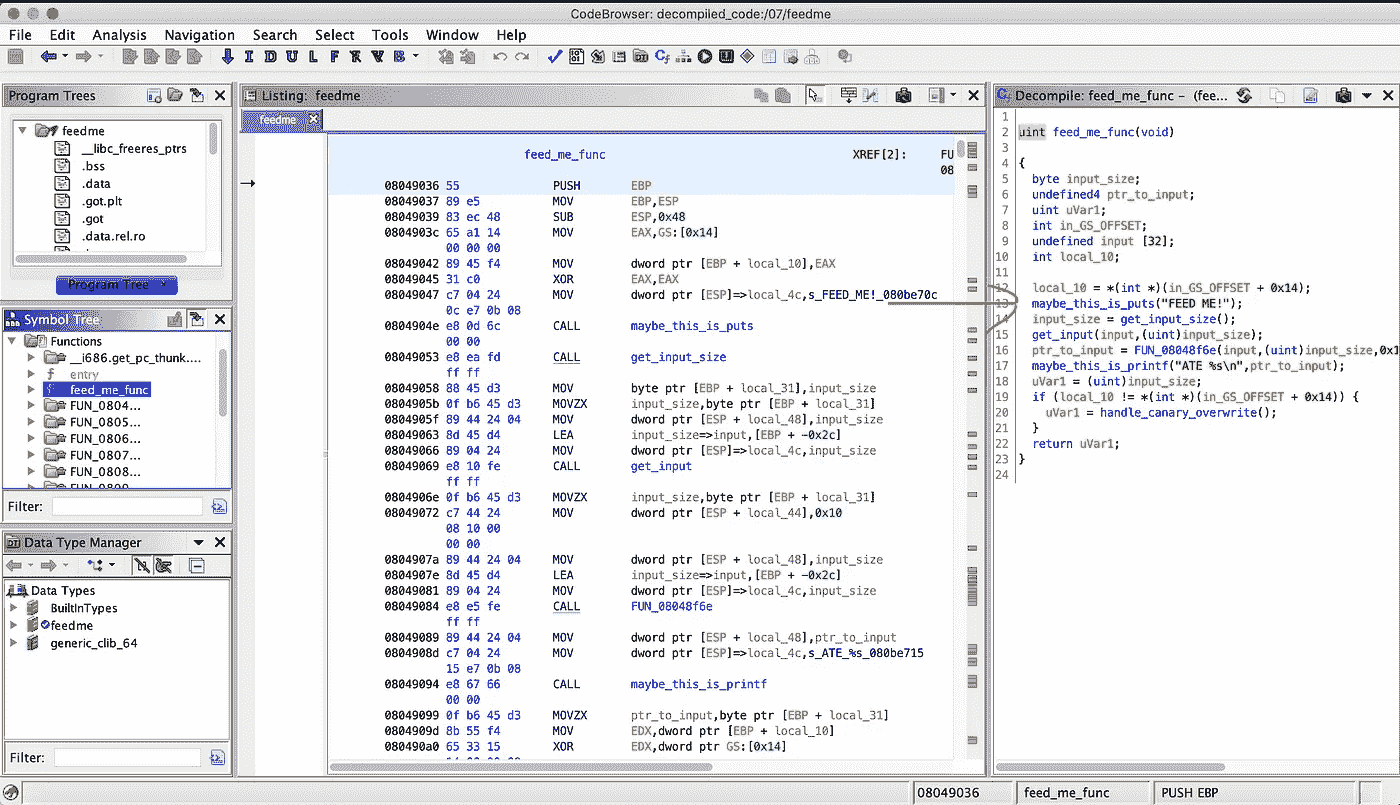 CodeBrowser: decompiled_code:/07/feedme
File Edit Analysis Navigation Search Select Tools Window Help
Program Trees
feedme
__libc_freeres_ptrs
.bss
.data
.got.plt
.got
.data.rel.ro
Program Tree
Symbol Tree
Functions
__i686.get_pc_thunk....
entry
feed_me_func
FUN_0804...
FUN_0805...
FUN_0806...
FUN_0807...
FUN_0808...
Filter:
Data Type Manager
Data Types
BuiltInTypes
feedme
generic_clib_64
Filter:
Listing: feedme
feedme
feed_me_func XREF[2]: FU
08
08049036 55 PUSH EBP
08049037 89 e5 MOV EBP,ESP
08049039 83 ec 48 SUB ESP,0x48
0804903c 65 a1 14 MOV EAX,GS:[0x14]
00 00 00
08049042 89 45 f4 MOV dword ptr [EBP + local_10],EAX
08049045 31 c0 XOR EAX,EAX
08049047 c7 04 24 MOV dword ptr [ESP]=>local_4c,s_FEED_ME!_080be70c
0c e7 0b 08
0804904e e8 0d 6c CALL maybe_this_is_puts
00 00
08049053 e8 ea fd CALL get_input_size
ff ff
08049058 88 45 d3 MOV byte ptr [EBP + local_31],input_size
0804905b 0f b6 45 d3 MOVZX input_size,byte ptr [EBP + local_31]
0804905f 89 44 24 04 MOV dword ptr [ESP + local_48],input_size
08049063 8d 45 d4 LEA input_size=>input,[EBP + -0x2c]
08049066 89 04 24 MOV dword ptr [ESP]=>local_4c,input_size
08049069 e8 10 fe CALL get_input
ff ff
0804906e 0f b6 45 d3 MOVZX input_size,byte ptr [EBP + local_31]
08049072 c7 44 24 MOV dword ptr [ESP + local_44],0x10
08 10 00
00 00
0804907a 89 44 24 04 MOV dword ptr [ESP + local_48],input_size
0804907e 8d 45 d4 LEA input_size=>input,[EBP + -0x2c]
08049081 89 04 24 MOV dword ptr [ESP]=>local_4c,input_size
08049084 e8 e5 fe CALL FUN_08048f6e
ff ff
08049089 89 44 24 04 MOV dword ptr [ESP + local_48],ptr_to_input
0804908d c7 04 24 MOV dword ptr [ESP]=>local_4c,s_ATE_%s_080be715
15 e7 0b 08
08049094 e8 67 66 CALL maybe_this_is_printf
00 00
08049099 0f b6 45 d3 MOVZX ptr_to_input,byte ptr [EBP + local_31]
0804909d 8b 55 f4 MOV EDX,dword ptr [EBP + local_10]
080490a0 65 33 15 XOR EDX,dword ptr GS:[0x14]
Decompile: feed_me_func - (fee...
1
2 uint feed_me_func(void)
3
4 {
5 byte input_size;
6 undefined4 ptr_to_input;
7 uint uVar1;
8 int in_GS_OFFSET;
9 undefined input [32];
10 int local_10;
11
12 local_10 = *(int *)(in_GS_OFFSET + 0x14);
13 maybe_this_is_puts("FEED ME!");
14 input_size = get_input_size();
15 get_input(input,(uint)input_size);
16 ptr_to_input = FUN_08048f6e(input,(uint)input_size,0x1
17 maybe_this_is_printf("ATE %s\n",ptr_to_input);
18 uVar1 = (uint)input_size;
19 if (local_10 != *(int *)(in_GS_OFFSET + 0x14)) {
20 uVar1 = handle_canary_overwrite();
21 }
22 return uVar1;
23 }
24
08049036 feed_me_func PUSH EBP